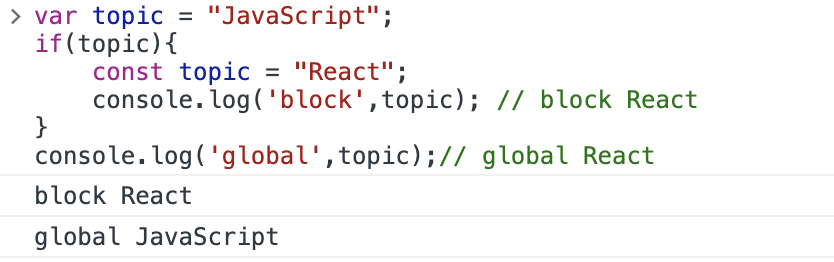 > var topic = "JavaScript";
if(topic){
    const topic = "React";
    console.log('block',topic); // block React
}
console.log('global',topic);// global React
block React
global JavaScript